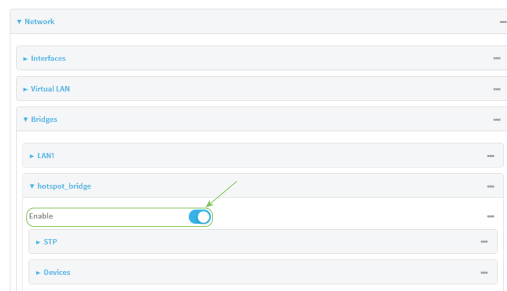 Network
Interfaces
Virtual LAN
Bridges
LAN1
hotspot_bridge
Enable
STP
Devices